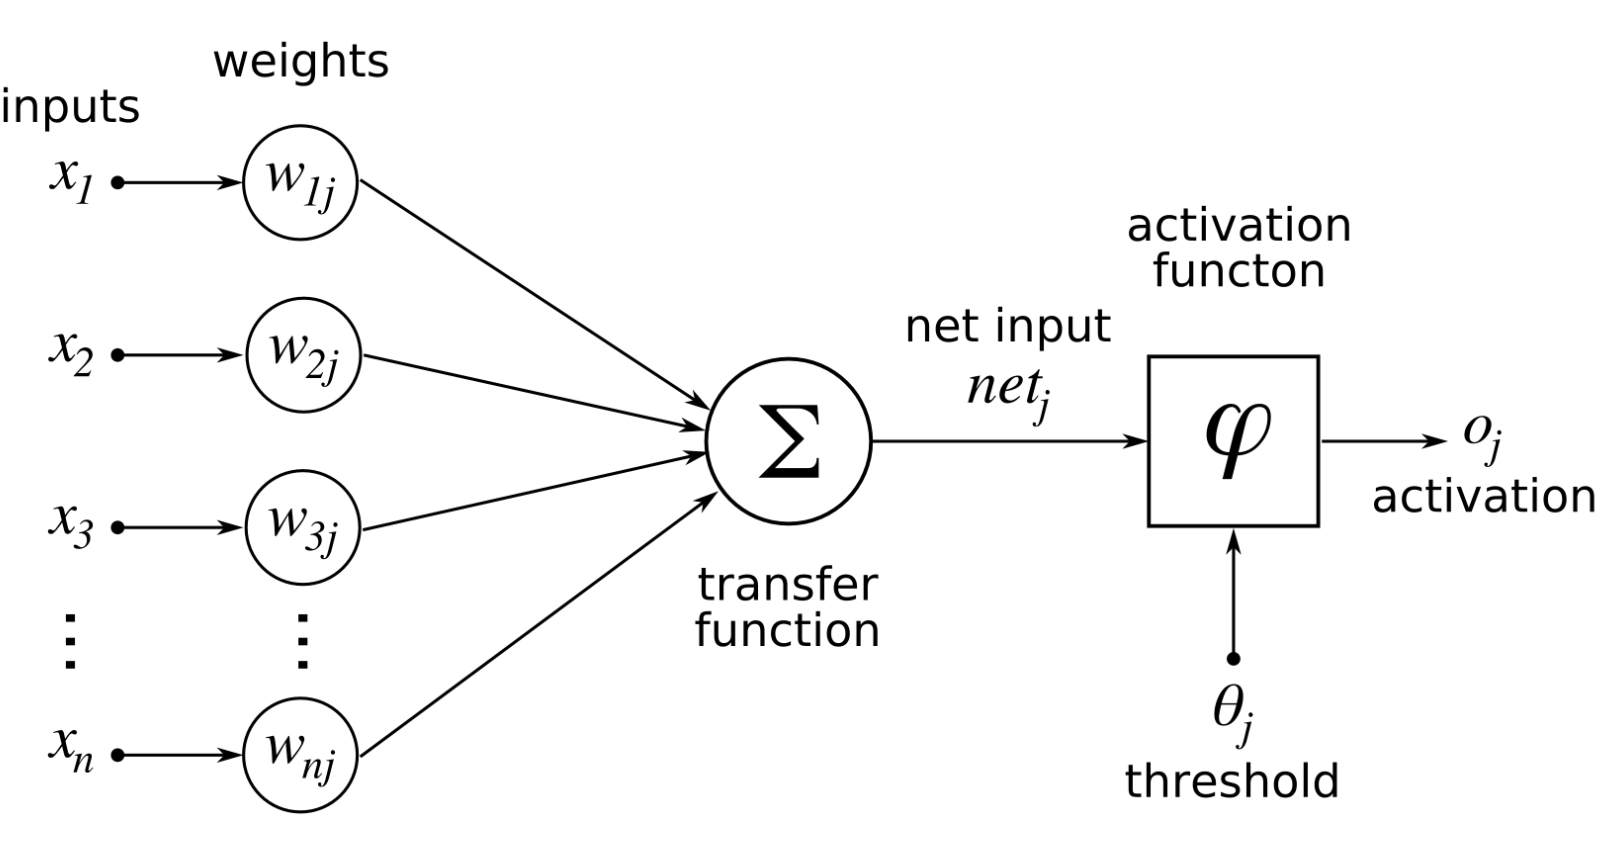 weights
inputs
x1 w1j
activation
functon
x2 w2j
net input
netj
Σ
φ
oj
activation
x3 w3j
transfer
function
⋮ ⋮
θj
xn wnj
threshold